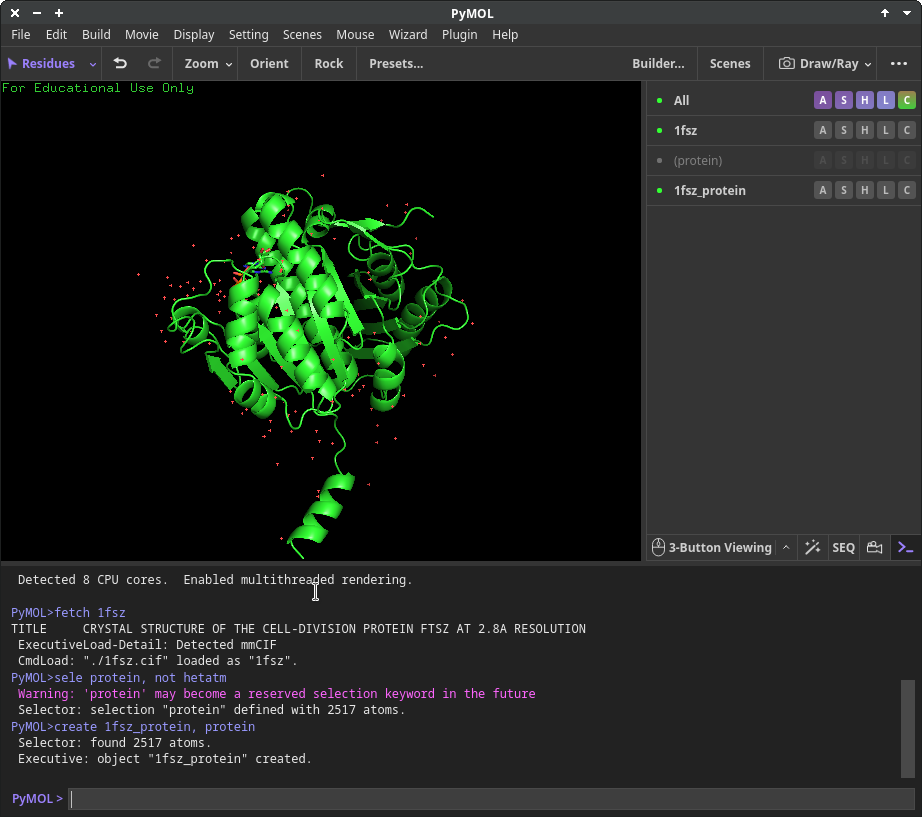 PyMOL
File Edit Build Movie Display Setting Scenes Mouse Wizard Plugin Help
Residues Zoom Orient Rock Presets... Builder... Scenes Draw/Ray
For Educational Use Only
All A S H L C
1fsz A S H L C
(protein) A S H L C
1fsz_protein A S H L C
3-Button Viewing SEQ
Detected 8 CPU cores.  Enabled multithreaded rendering.
PyMOL>fetch 1fsz
TITLE     CRYSTAL STRUCTURE OF THE CELL-DIVISION PROTEIN FTSZ AT 2.8A RESOLUTION
ExecutiveLoad-Detail: Detected mmCIF
CmdLoad: "./1fsz.cif" loaded as "1fsz".
PyMOL>sele protein, not hetatm
Warning: 'protein' may become a reserved selection keyword in the future
Selector: selection "protein" defined with 2517 atoms.
PyMOL>create 1fsz_protein, protein
Selector: found 2517 atoms.
Executive: object "1fsz_protein" created.
PyMOL >